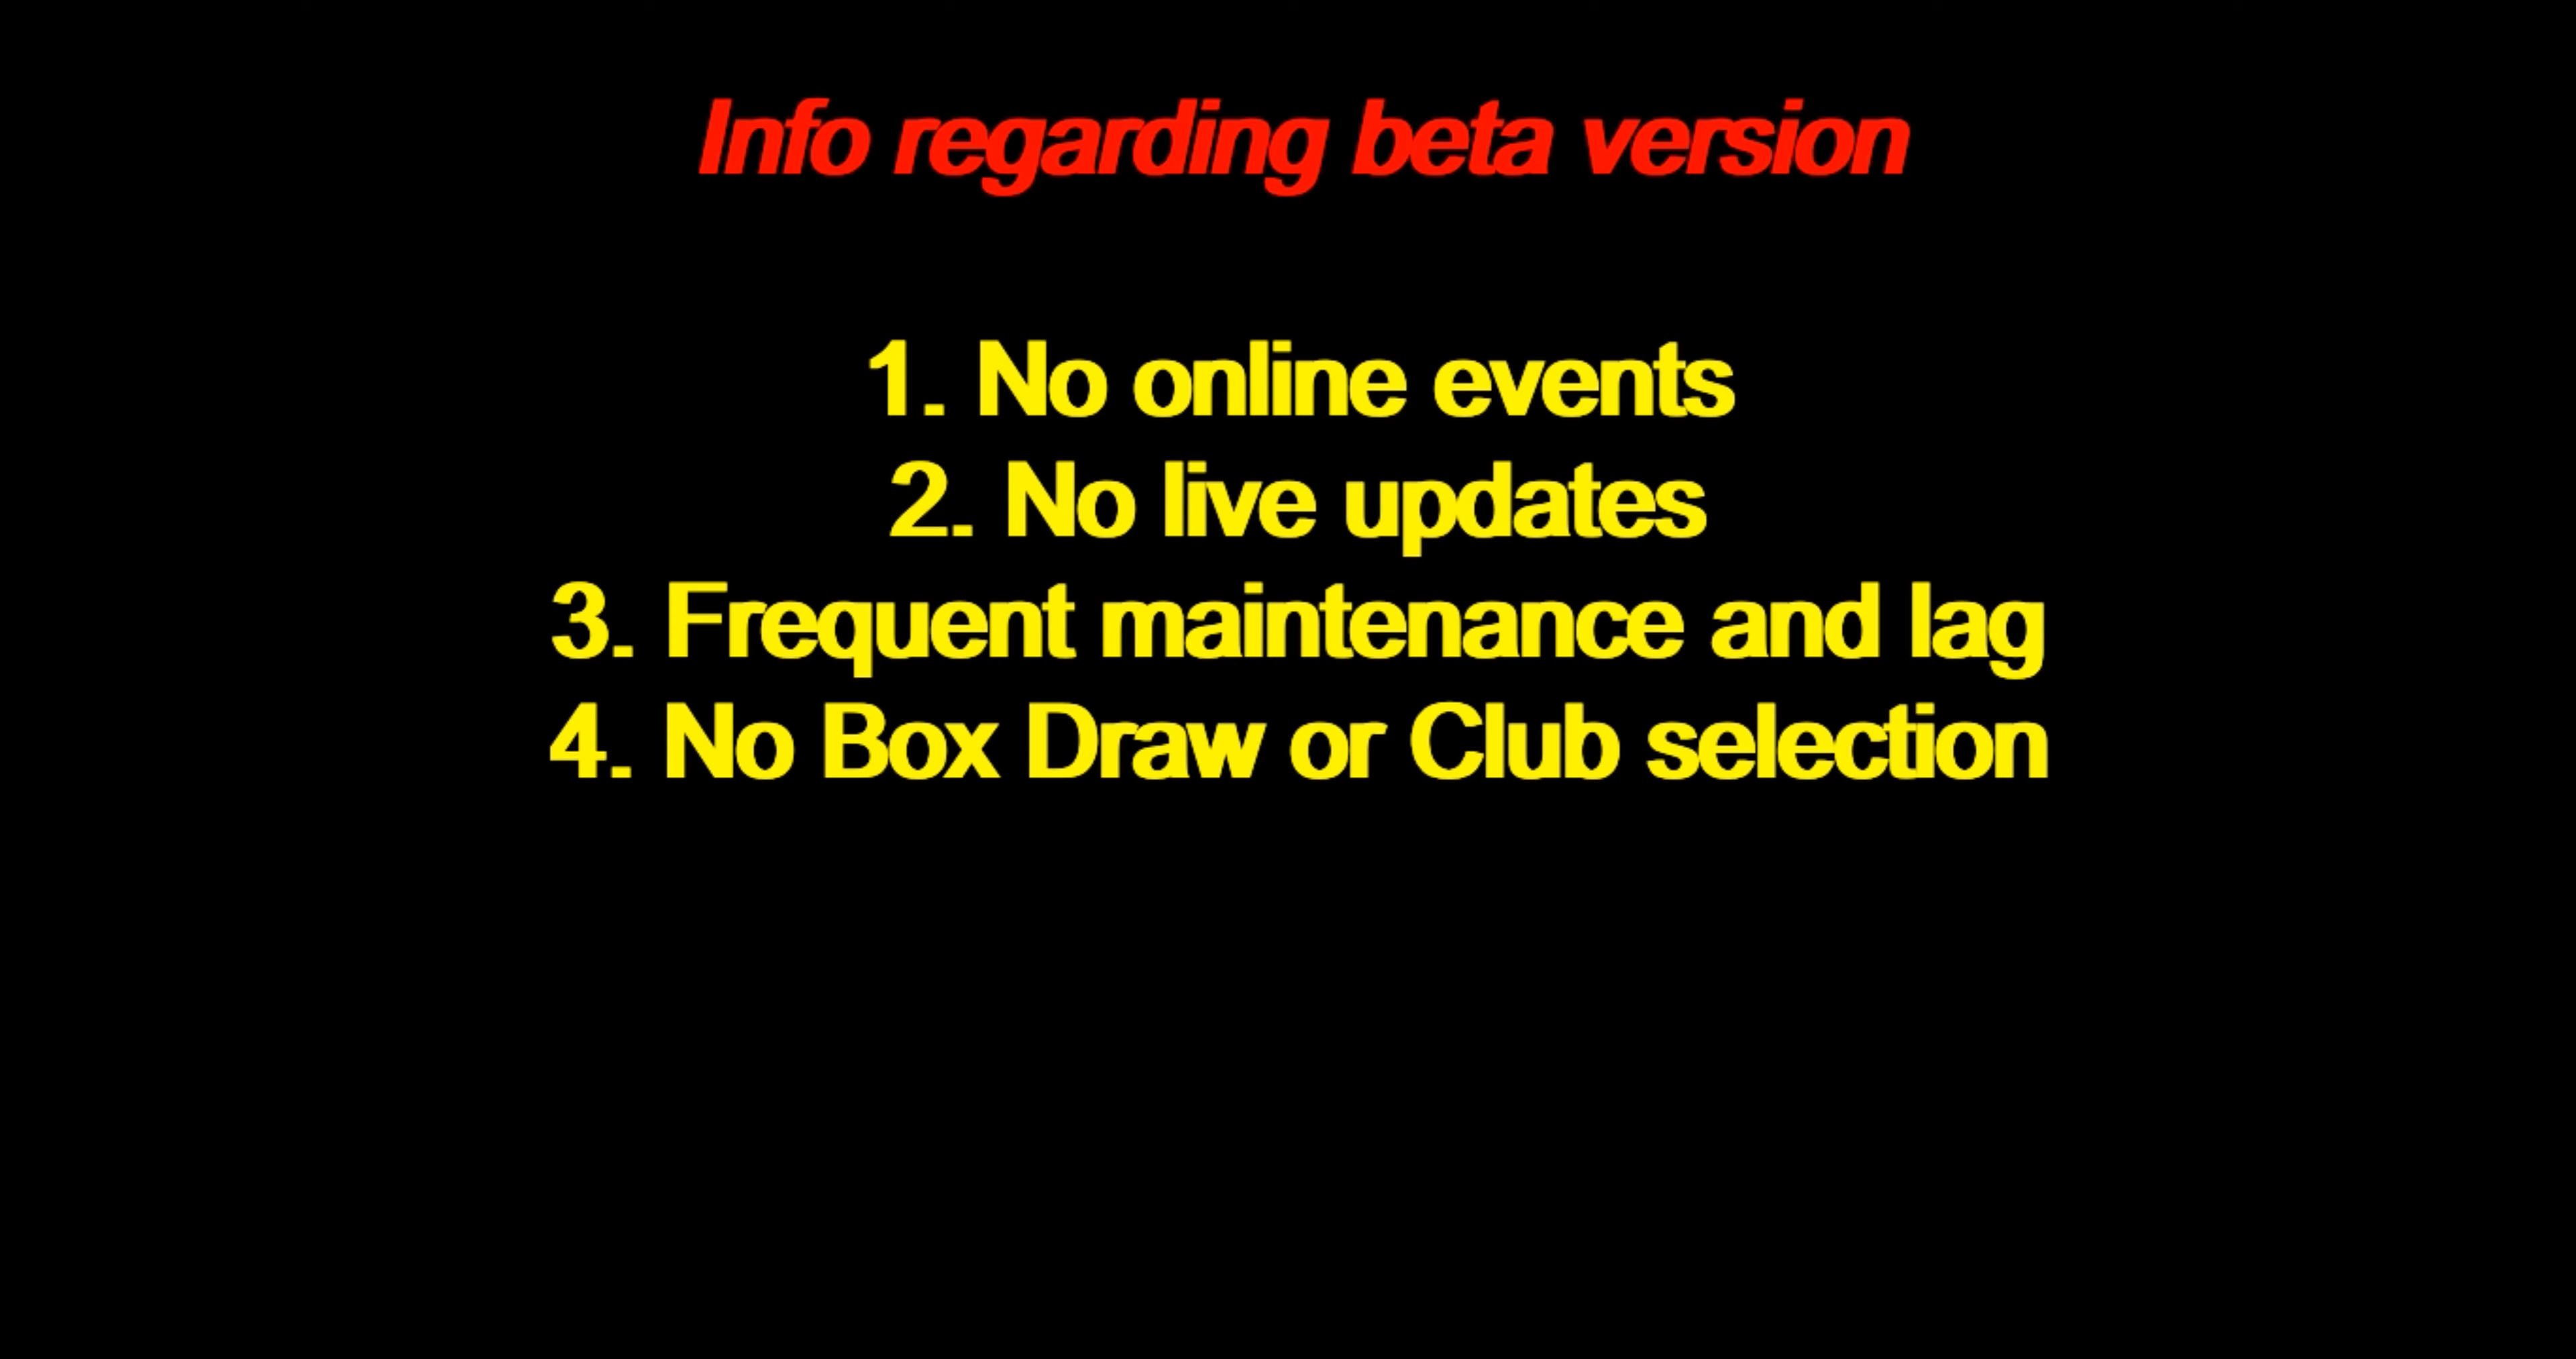 Info regarding beta version
1. No online events
2. No live updates
3. Frequent maintenance and lag
4. No Box Draw or Club selection